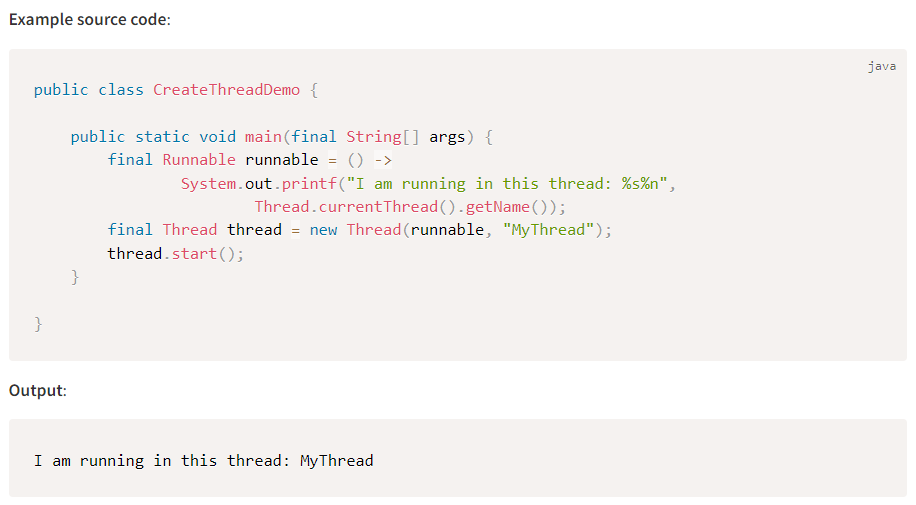 Example source code:
java
public class CreateThreadDemo {
    public static void main(final String[] args) {
        final Runnable runnable = () ->
                System.out.printf("I am running in this thread: %s%n",
                        Thread.currentThread().getName());
        final Thread thread = new Thread(runnable, "MyThread");
        thread.start();
    }
}
Output:
I am running in this thread: MyThread